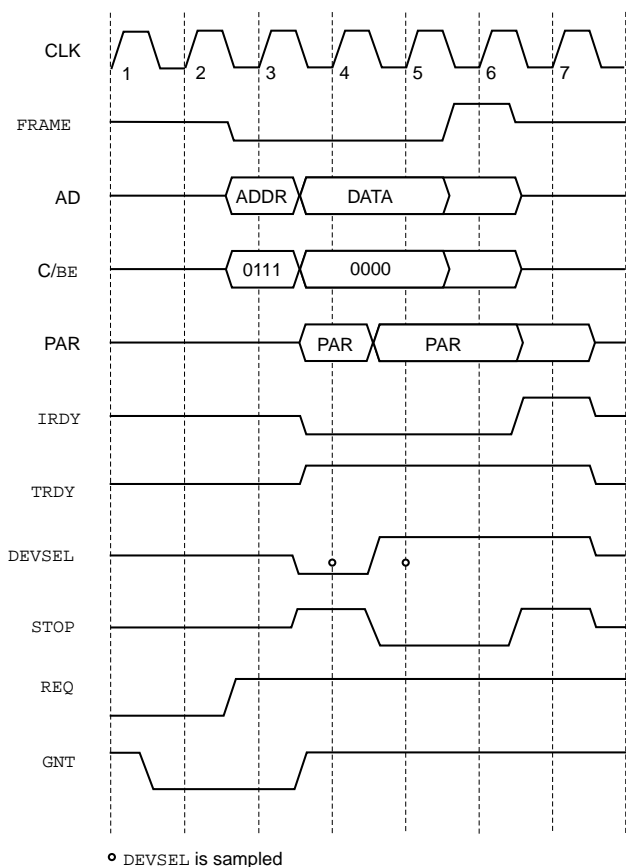 CLK
1 2 3 4 5 6 7
FRAME
AD ADDR DATA
C/BE 0111 0000
PAR PAR PAR
IRDY
TRDY
DEVSEL
STOP
REQ
GNT
DEVSEL is sampled